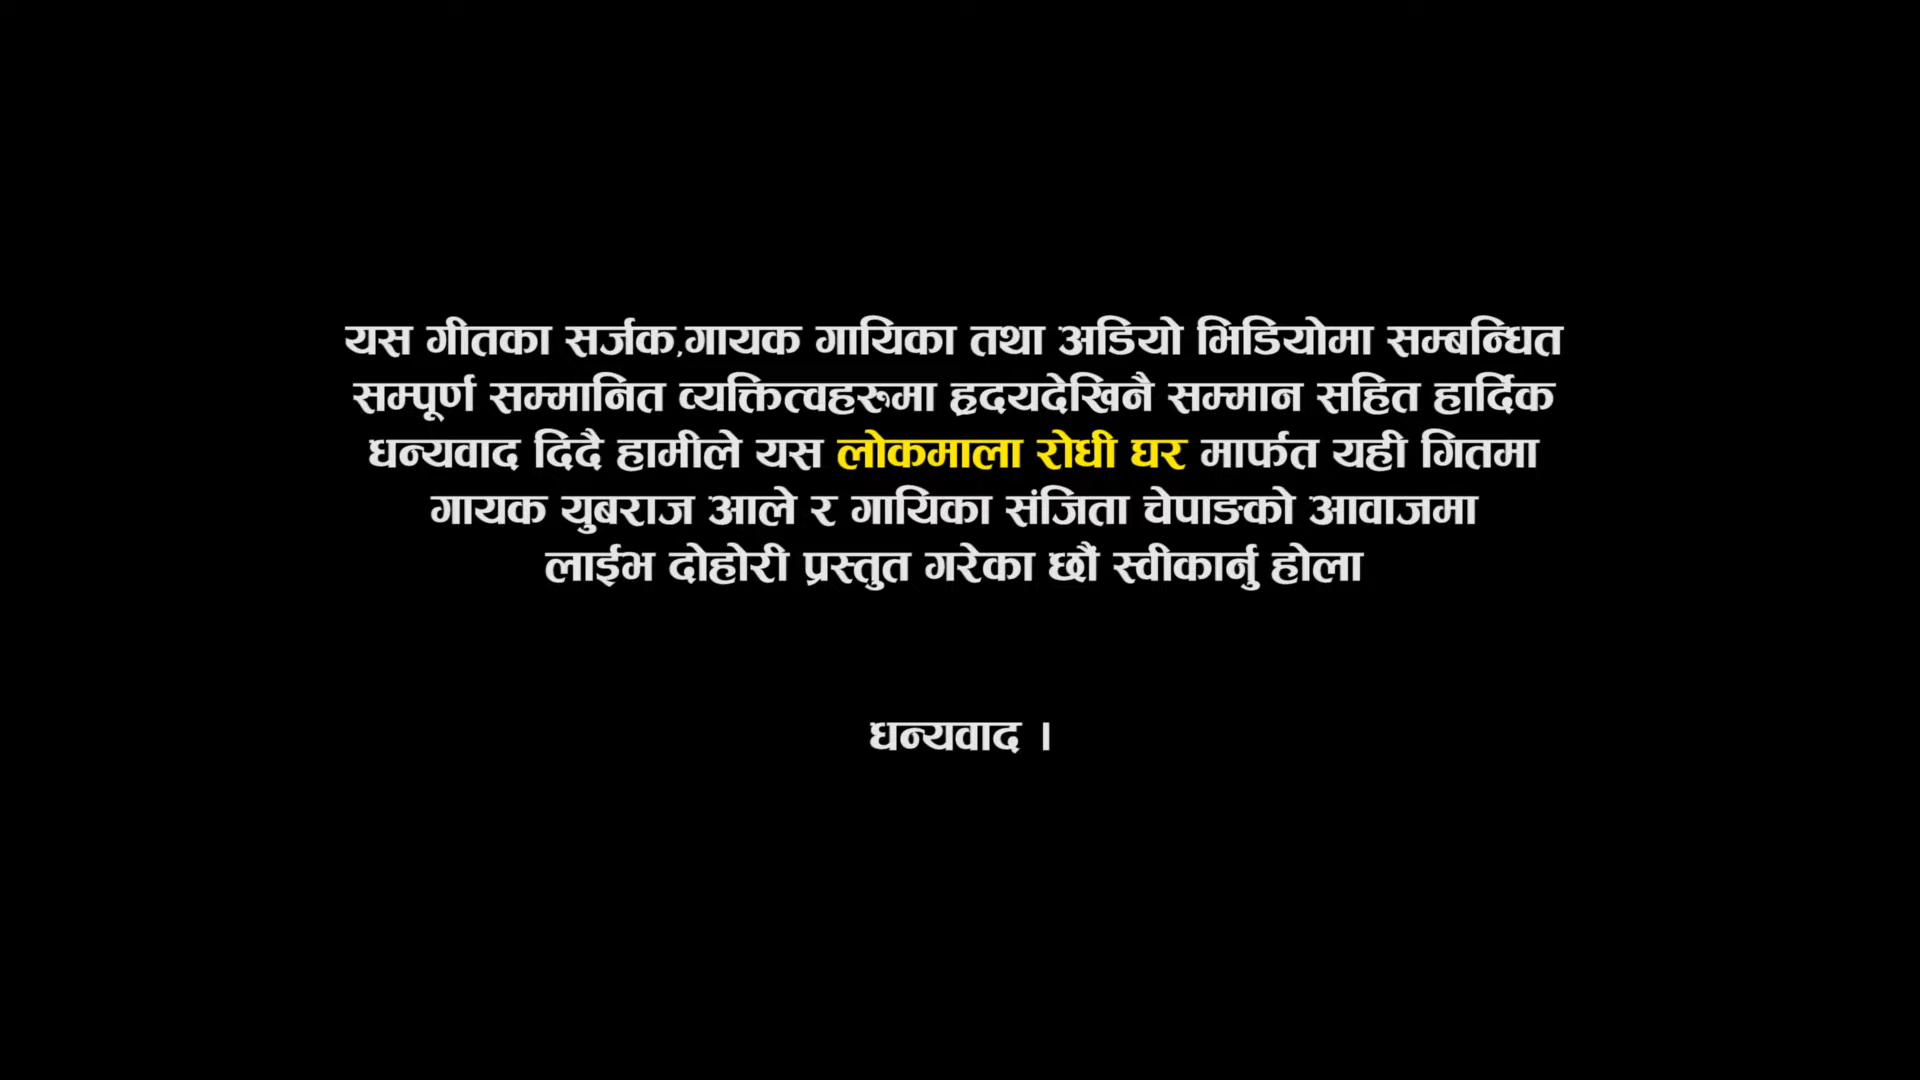 यस गीतका सर्जक,गायक गायिका तथा अडियो भिडियोमा सम्बन्धित
सम्पूर्ण सम्मानित व्यक्तित्वहरुमा हृदयदेखिनै सम्मान सहित हार्दिक
धन्यवाद दिदै हामीले यस लोकमाला रोधी घर मार्फत यही गितमा
गायक युबराज आले र गायिका संजिता चेपाङको आवाजमा
लाईभ दोहोरी प्रस्तुत गरेका छौं स्वीकार्नु होला
धन्यवाद ।